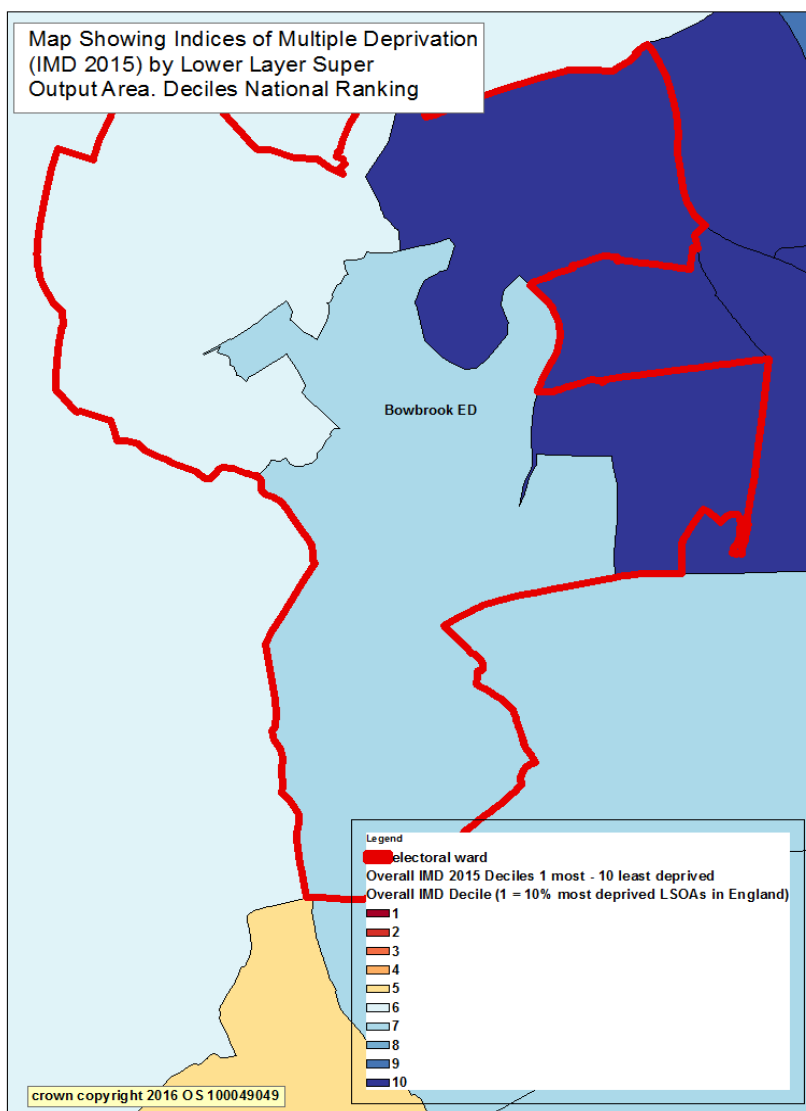 Map Showing Indices of Multiple Deprivation
(IMD 2015) by Lower Layer Super
Output Area. Deciles National Ranking
Bowbrook ED
Legend
electoral ward
Overall IMD 2015 Deciles 1 most - 10 least deprived
Overall IMD Decile (1 = 10% most deprived LSOAs in England)
1
2
3
4
5
6
7
8
9
10
crown copyright 2016 OS 100049049